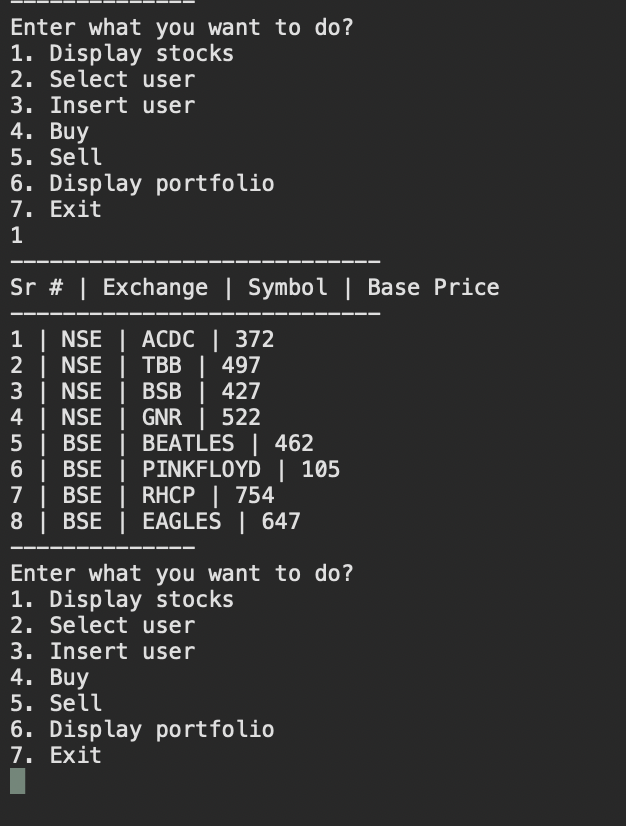 --------------
Enter what you want to do?
1. Display stocks
2. Select user
3. Insert user
4. Buy
5. Sell
6. Display portfolio
7. Exit
1
----------------------------
Sr # | Exchange | Symbol | Base Price
----------------------------
1 | NSE | ACDC | 372
2 | NSE | TBB | 497
3 | NSE | BSB | 427
4 | NSE | GNR | 522
5 | BSE | BEATLES | 462
6 | BSE | PINKFLOYD | 105
7 | BSE | RHCP | 754
8 | BSE | EAGLES | 647
--------------
Enter what you want to do?
1. Display stocks
2. Select user
3. Insert user
4. Buy
5. Sell
6. Display portfolio
7. Exit